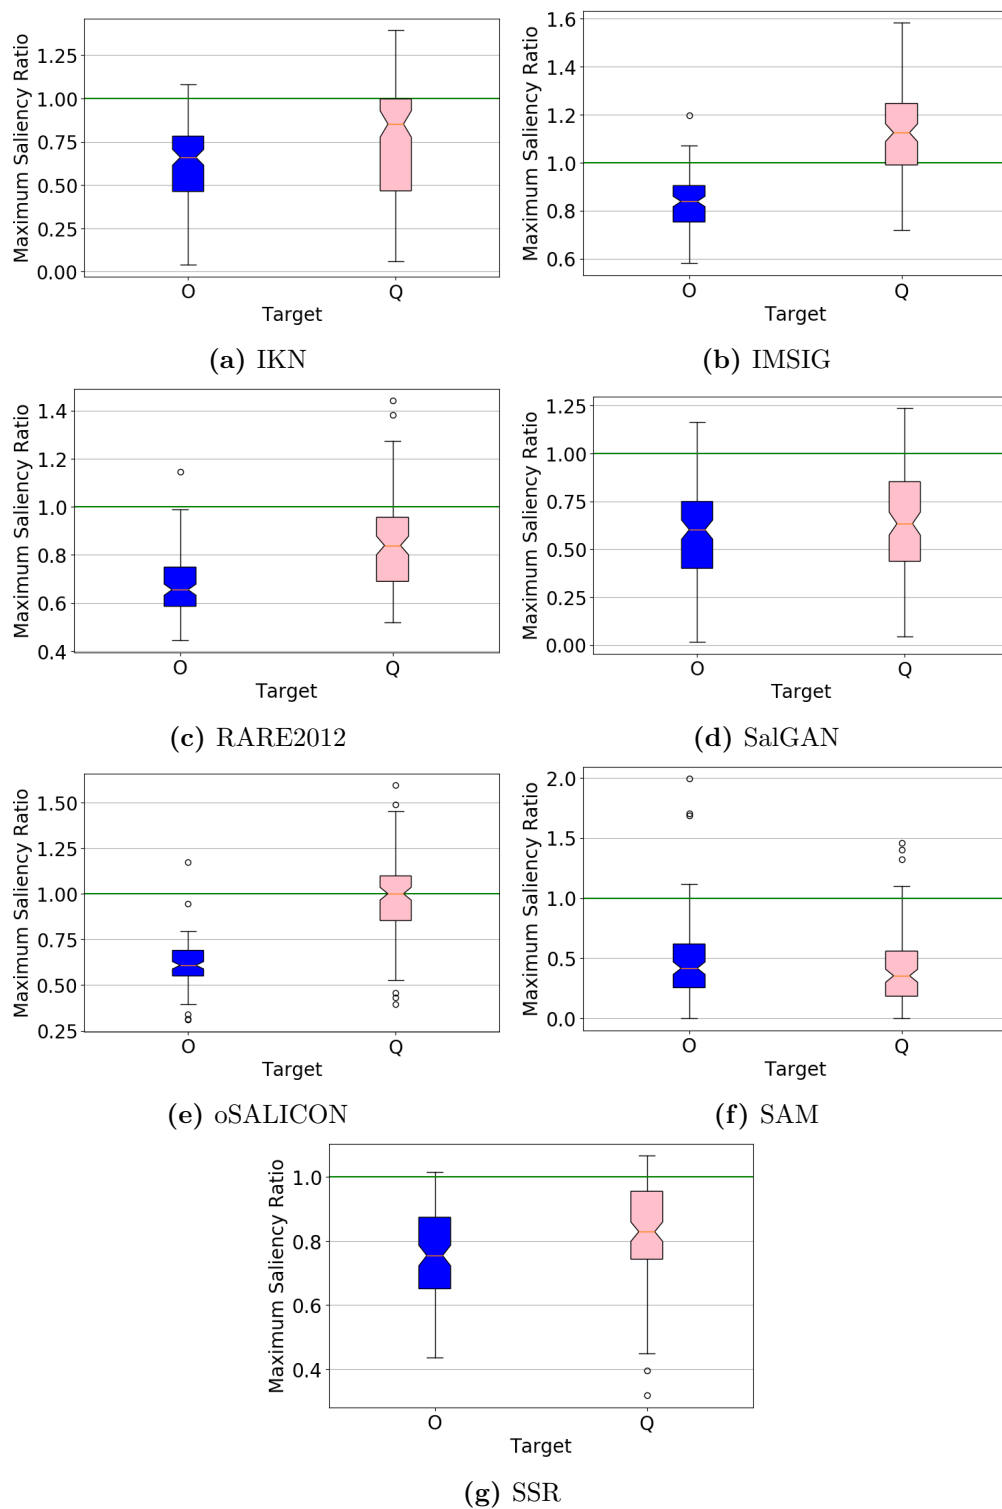 Maximum Saliency Ratio
1.25
1.00
0.75
0.50
0.25
0.00
O Q
Target
(a) IKN
Maximum Saliency Ratio
1.6
1.4
1.2
1.0
0.8
0.6
O Q
Target
(b) IMSIG
Maximum Saliency Ratio
1.4
1.2
1.0
0.8
0.6
0.4
O Q
Target
(c) RARE2012
Maximum Saliency Ratio
1.25
1.00
0.75
0.50
0.25
0.00
O Q
Target
(d) SalGAN
Maximum Saliency Ratio
1.50
1.25
1.00
0.75
0.50
0.25
O Q
Target
(e) oSALICON
Maximum Saliency Ratio
2.0
1.5
1.0
0.5
0.0
O Q
Target
(f) SAM
Maximum Saliency Ratio
1.0
0.8
0.6
0.4
O Q
Target
(g) SSR